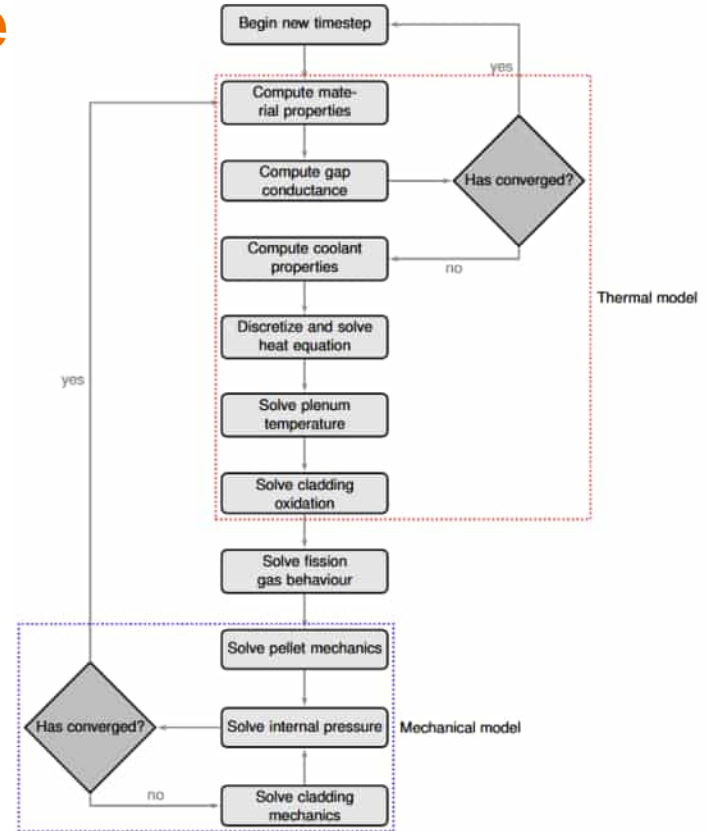 e
Begin new timestep
yes
Compute mate-
rial properties
Compute gap
conductance
Has converged?
Compute coolant
properties
no
Thermal model
Discretize and solve
heat equation
yes
Solve plenum
temperature
Solve cladding
oxidation
Solve fission
gas behaviour
Solve pellet mechanics
Has converged?
Solve internal pressure
Mechanical model
no
Solve cladding
mechanics